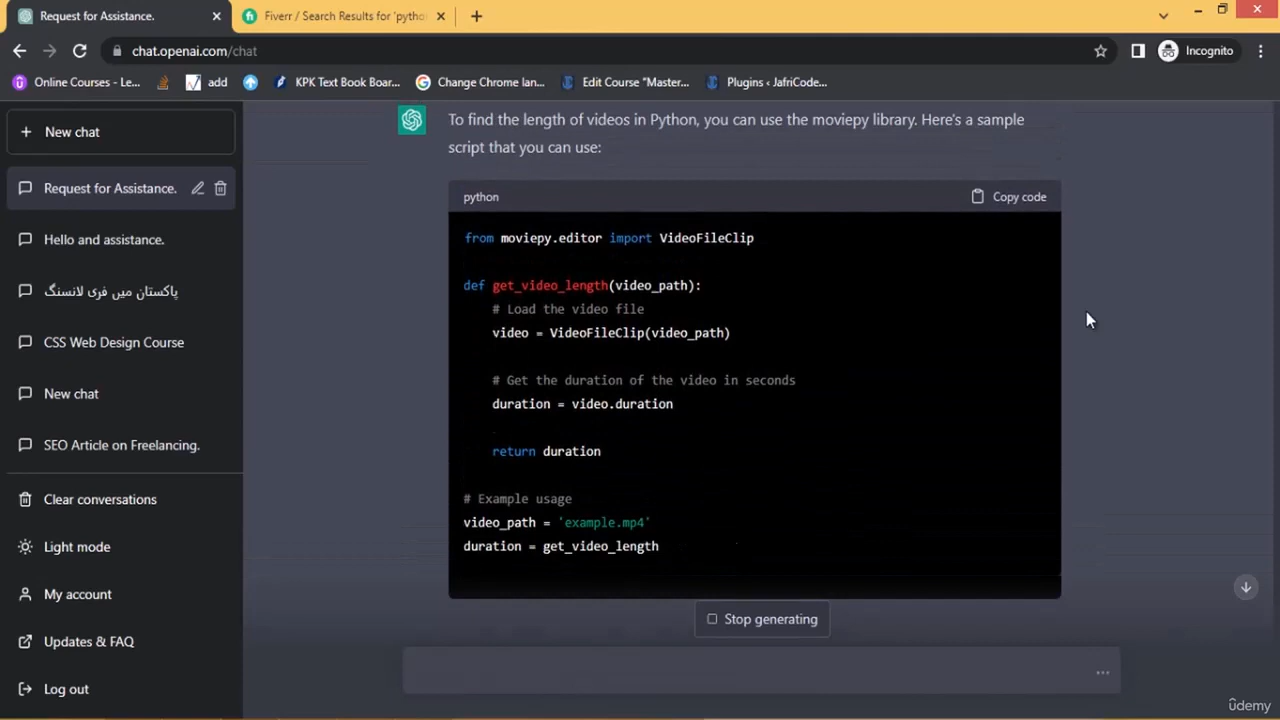 Request for Assistance.
Fiverr / Search Results for 'pytho
chat.openai.com/chat
Incognito
Online Courses - Le...
add
KPK Text Book Boar...
Change Chrome lan...
Edit Course "Master...
Plugins ‹ JafriCode...
New chat
Request for Assistance.
Hello and assistance.
پاکستان میں فری لانسنگ
CSS Web Design Course
New chat
SEO Article on Freelancing.
Clear conversations
Light mode
My account
Updates & FAQ
Log out
To find the length of videos in Python, you can use the moviepy library. Here's a sample
script that you can use:
python
Copy code
from moviepy.editor import VideoFileClip
def get_video_length(video_path):
# Load the video file
video = VideoFileClip(video_path)
# Get the duration of the video in seconds
duration = video.duration
return duration
# Example usage
video_path = 'example.mp4'
duration = get_video_length
Stop generating
ûdemy